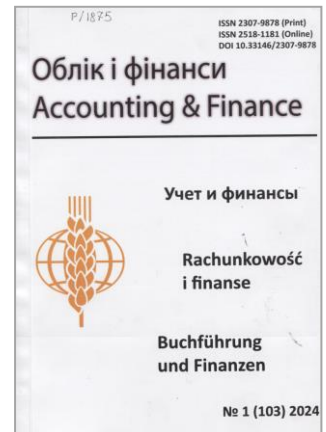 P/1875
ISSN 2307-9878 (Print)
ISSN 2518-1181 (Online)
DOI 10.33146/2307-9878
Облік і фінанси
Accounting & Finance
Учет и финансы
Rachunkowość
i finanse
Buchführung
und Finanzen
№ 1 (103) 2024